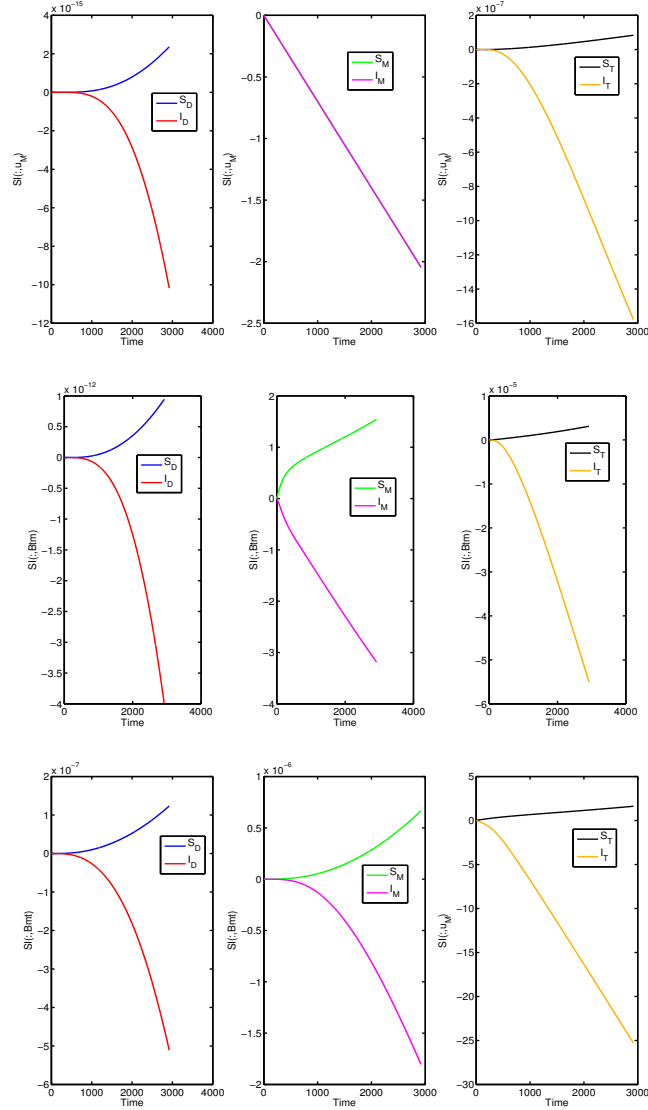 x 10⁻¹⁵
4
2
0
−2
−4
−6
−8
−10
−12
0 1000 2000 3000 4000
Time
SI(:,u_M)
S_D
I_D
0
−0.5
−1
−1.5
−2
−2.5
0 1000 2000 3000
Time
SI(:,u_M)
S_M
I_M
x 10⁻⁷
2
0
−2
−4
−6
−8
−10
−12
−14
−16
0 1000 2000 3000
Time
SI(:,u_M)
S_T
I_T
x 10⁻¹²
1
0.5
0
−0.5
−1
−1.5
−2
−2.5
−3
−3.5
−4
0 2000 4000
Time
SI(:,Btm)
S_D
I_D
2
1
0
−1
−2
−3
−4
0 2000 4000
Time
SI(:,Btm)
S_M
I_M
x 10⁻⁵
1
0
−1
−2
−3
−4
−5
−6
0 2000 4000
Time
SI(:,Btm)
S_T
I_T
x 10⁻⁷
2
1
0
−1
−2
−3
−4
−5
−6
0 1000 2000 3000 4000
Time
SI(:,Bmt)
S_D
I_D
x 10⁻⁶
1
0.5
0
−0.5
−1
−1.5
−2
0 1000 2000 3000
Time
SI(:,Bmt)
S_M
I_M
5
0
−5
−10
−15
−20
−25
−30
0 1000 2000 3000
Time
SI(:,u_M)
S_T
I_T